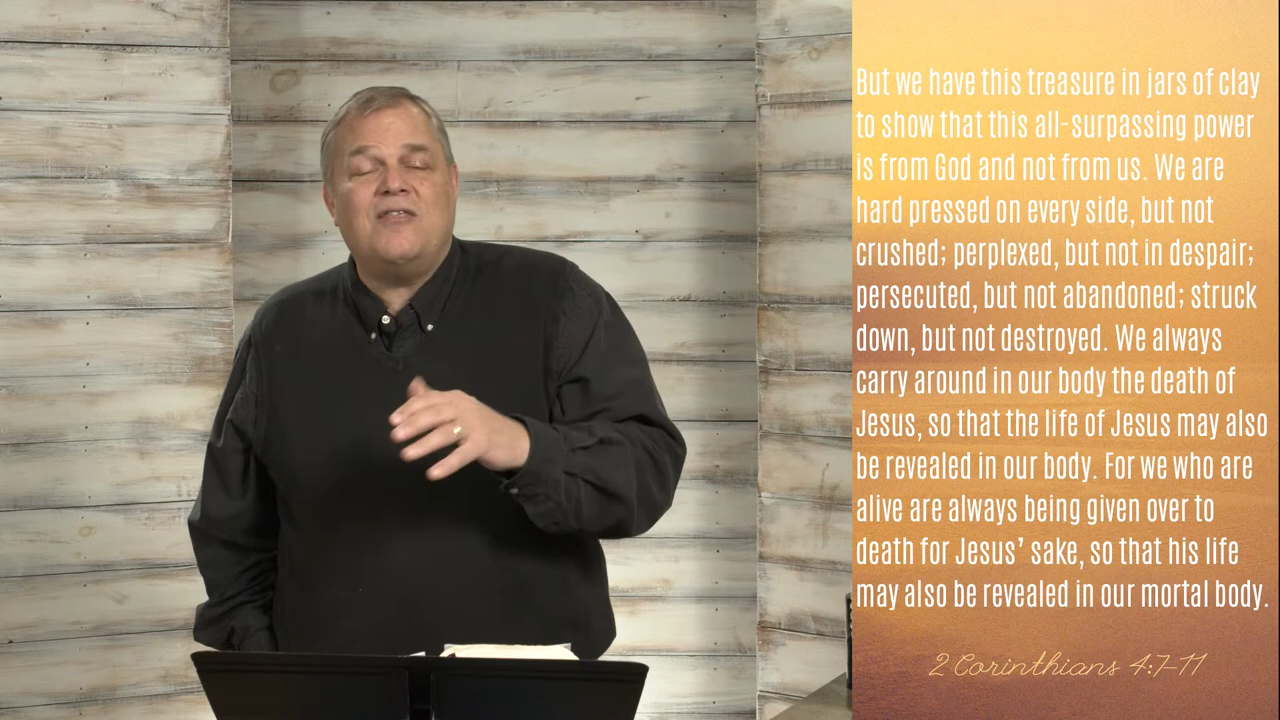 But we have this treasure in jars of clay
to show that this all-surpassing power
is from God and not from us. We are
hard pressed on every side, but not
crushed; perplexed, but not in despair;
persecuted, but not abandoned; struck
down, but not destroyed. We always
carry around in our body the death of
Jesus, so that the life of Jesus may also
be revealed in our body. For we who are
alive are always being given over to
death for Jesus’ sake, so that his life
may also be revealed in our mortal body.
2 Corinthians 4:7-11